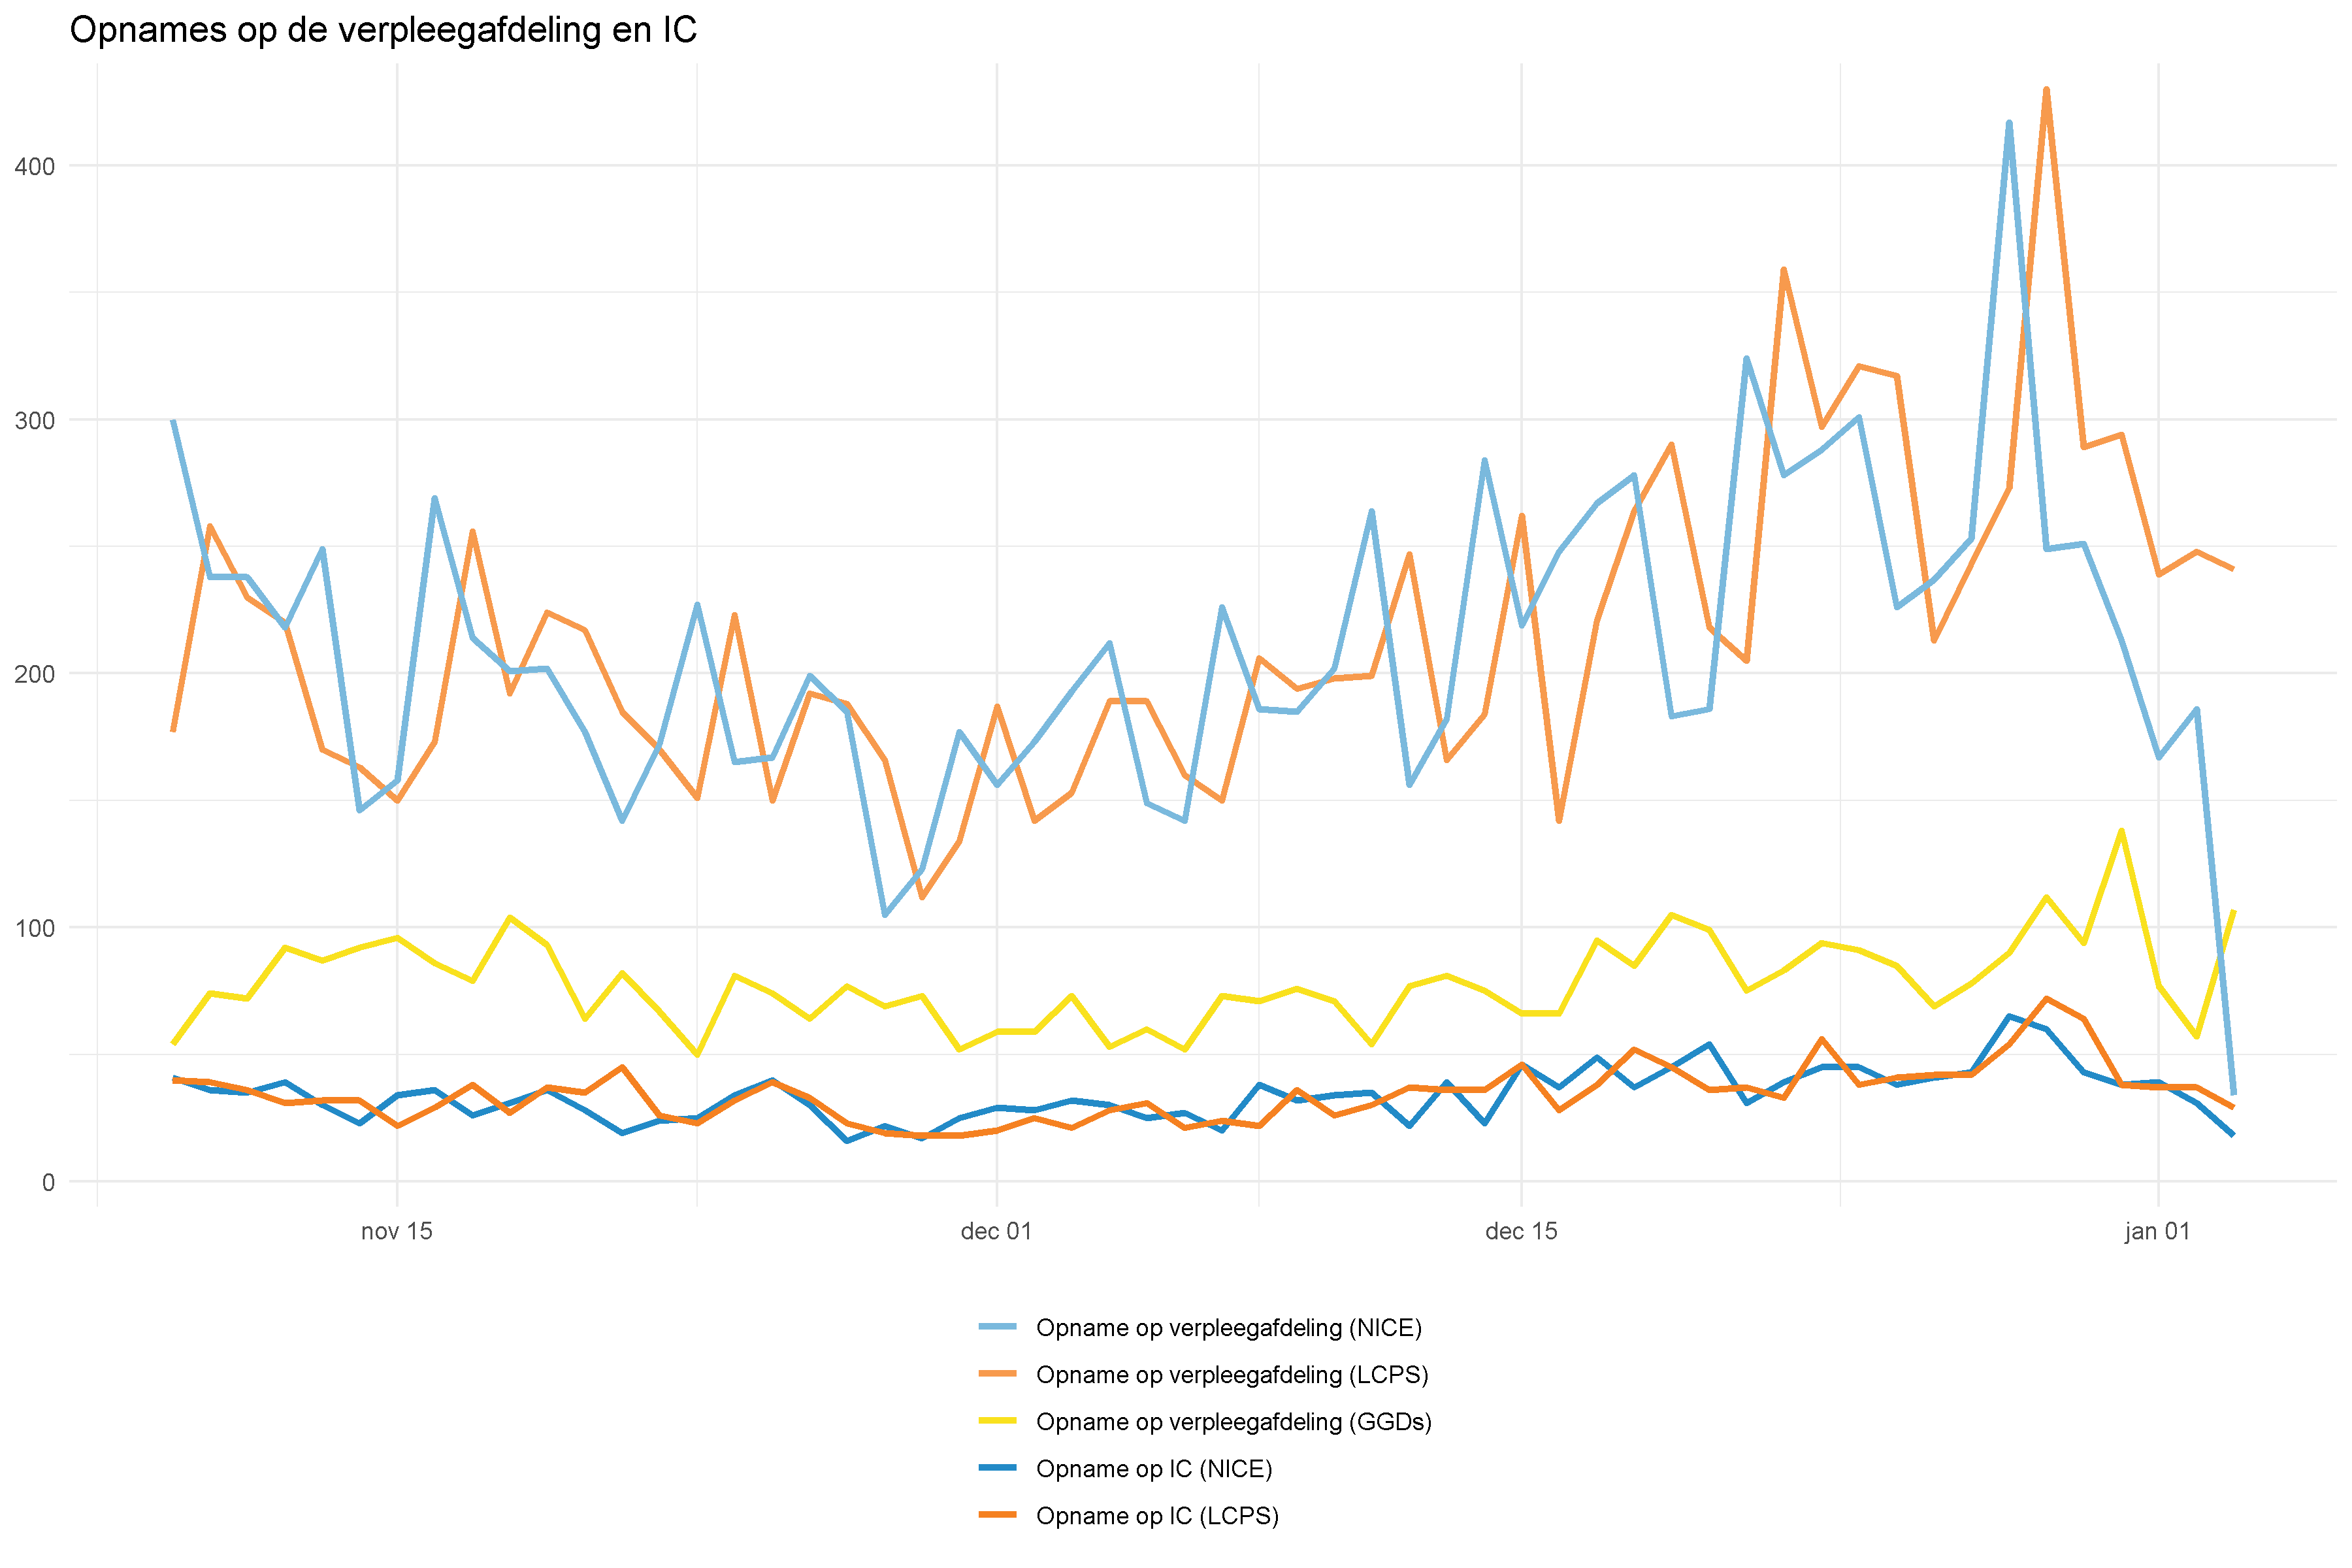 Opnames op de verpleegafdeling en IC
400
300
200
100
0
nov 15
dec 01
dec 15
jan 01
Opname op verpleegafdeling (NICE)
Opname op verpleegafdeling (LCPS)
Opname op verpleegafdeling (GGDs)
Opname op IC (NICE)
Opname op IC (LCPS)